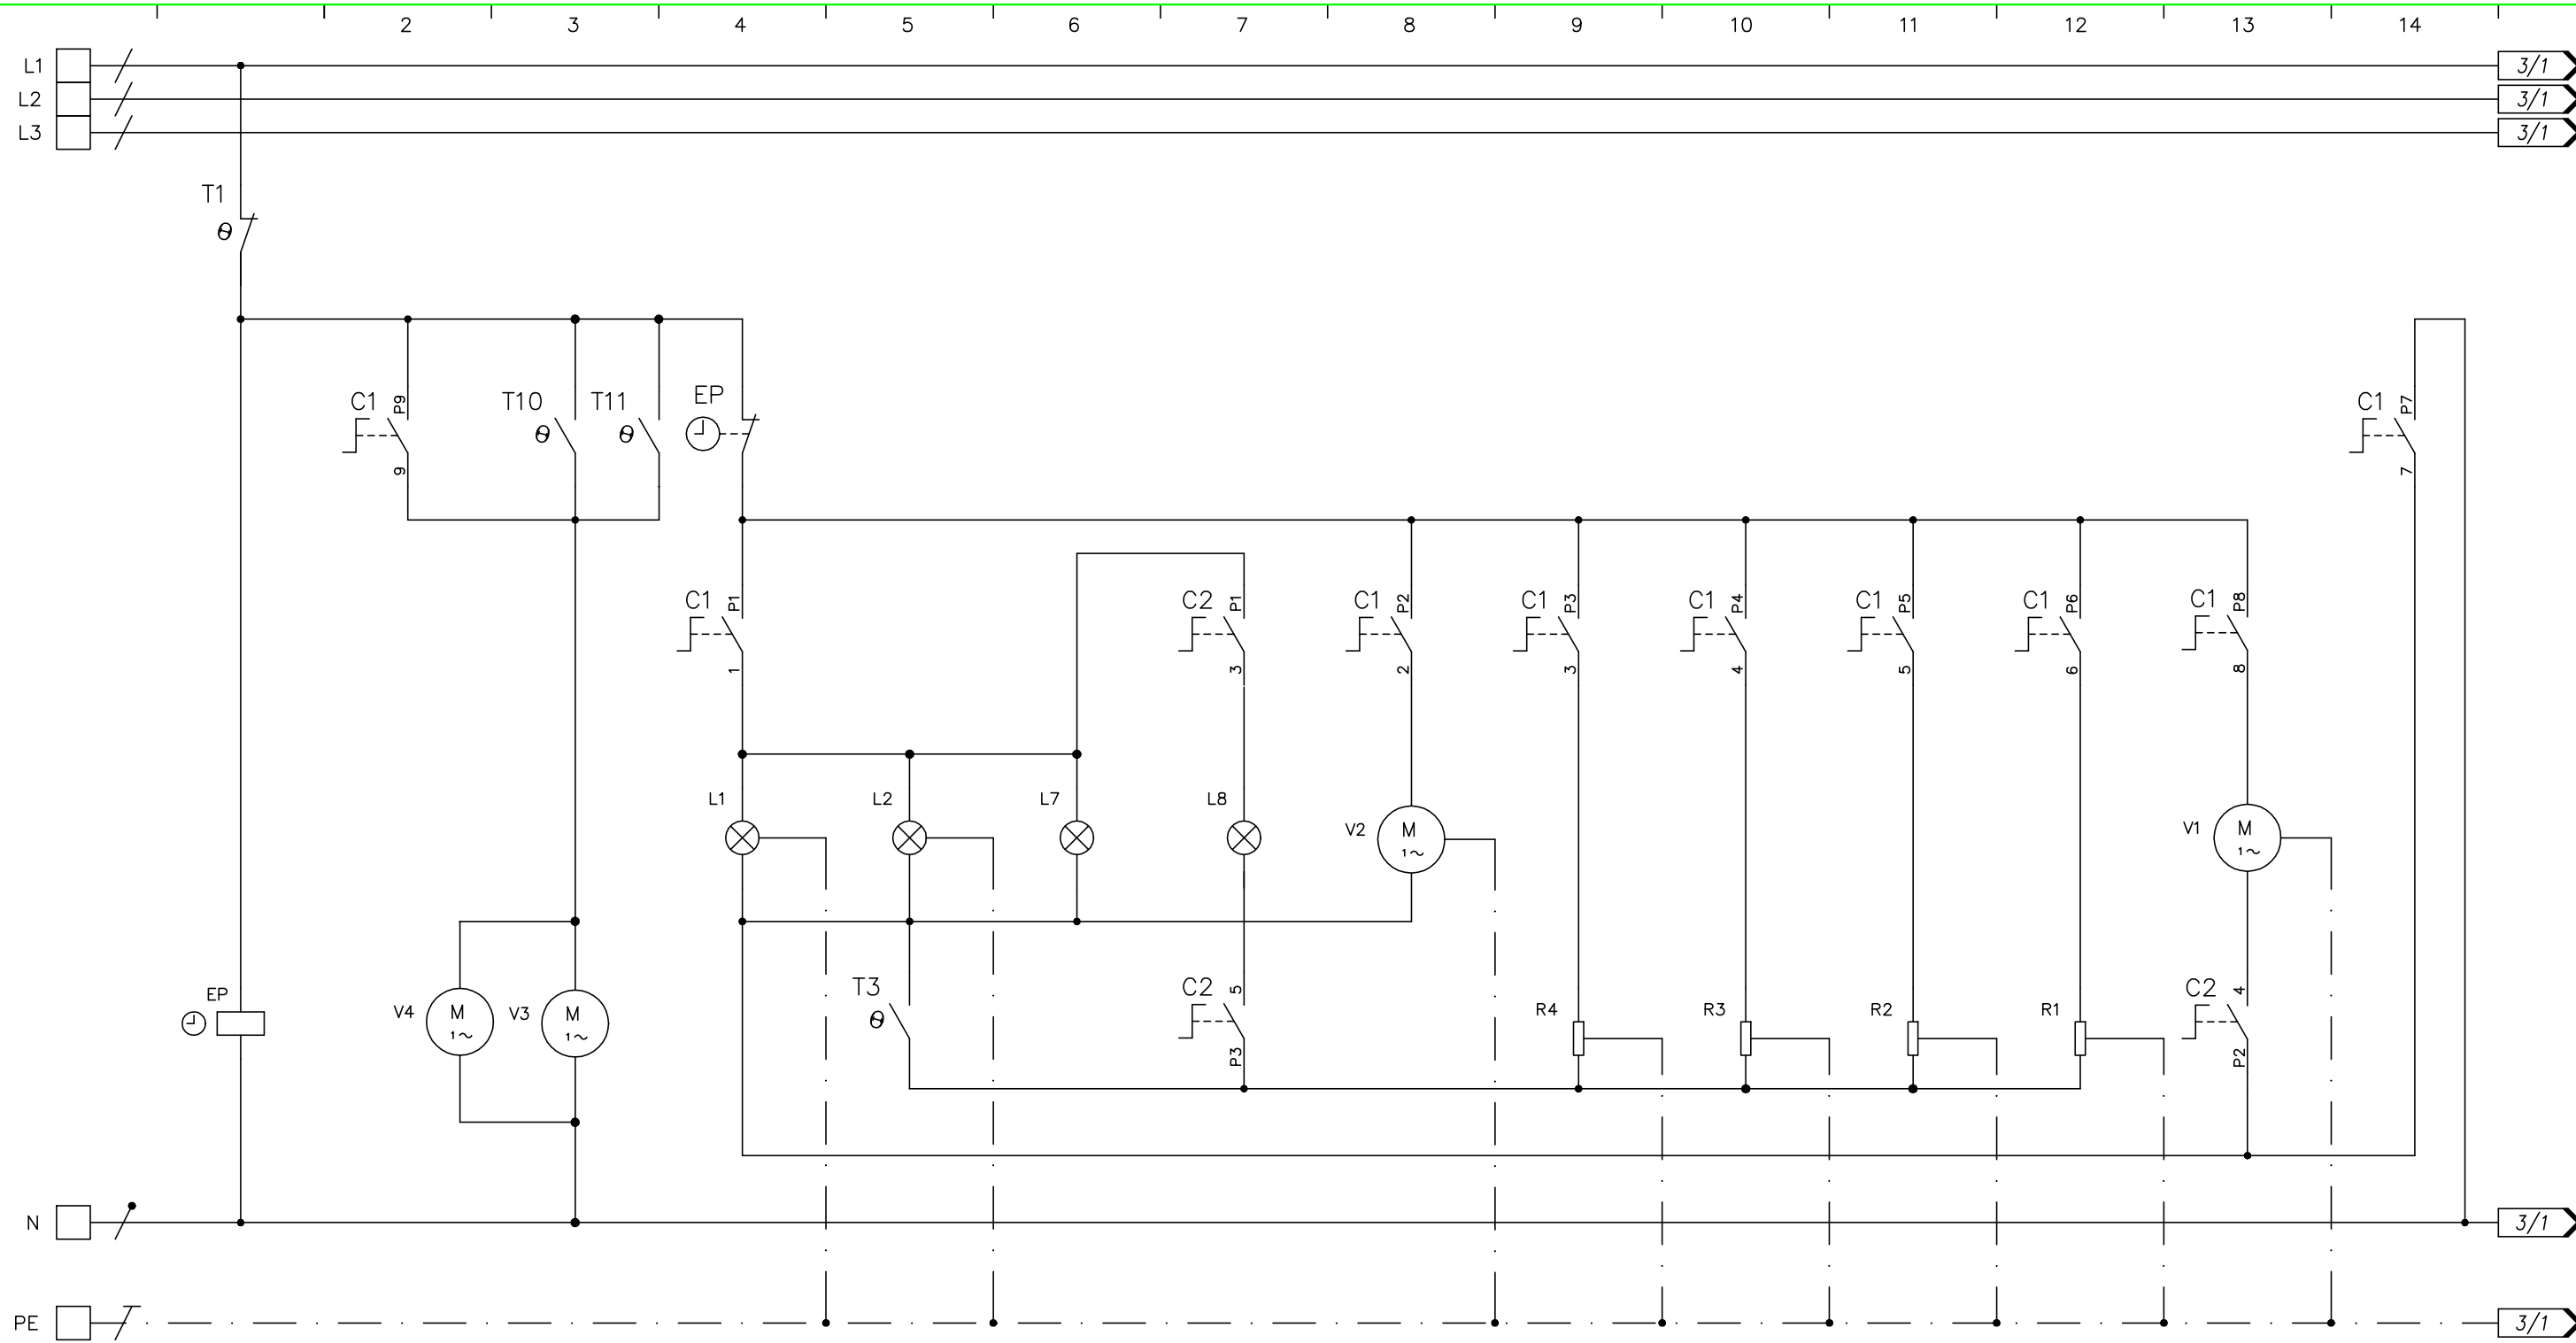 2 3 4 5 6 7 8 9 10 11 12 13 14
L1 3/1
L2 3/1
L3 3/1
T1
θ
C1 P9 T10 T11 EP C1 P7
θ θ
9 7
C1 P1 C2 P1 C1 P2 C1 P3 C1 P4 C1 P5 C1 P6 C1 P8
1 3 2 3 4 5 6 8
L1 L2 L7 L8
V2 M 1~ V1 M 1~
T3 C2 5 C2 4
EP
V4 M 1~ V3 M 1~ θ R4 R3 R2 R1
P3 P2
N 3/1
PE 3/1